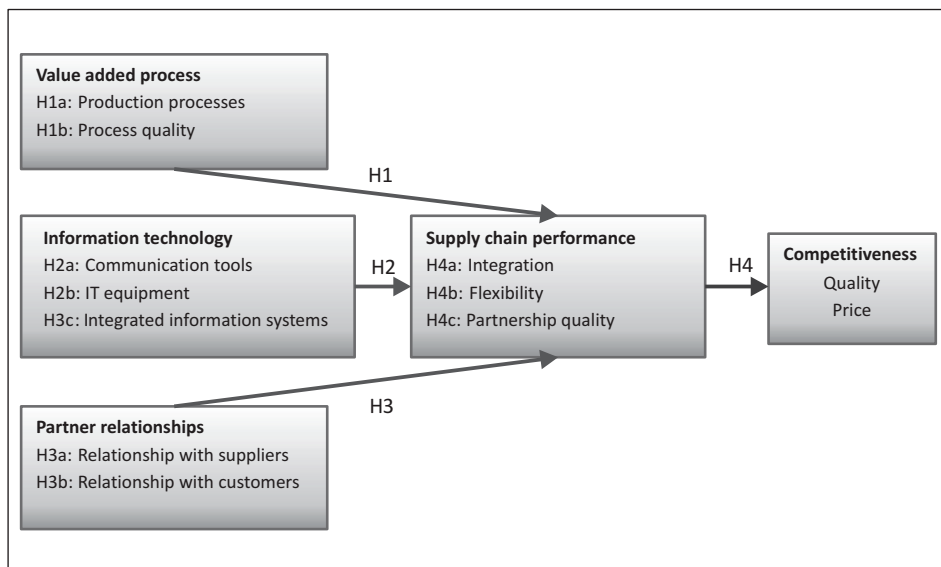 Value added process
H1a: Production processes
H1b: Process quality
H1
Information technology
H2a: Communication tools
H2b: IT equipment
H3c: Integrated information systems
H2
Supply chain performance
H4a: Integration
H4b: Flexibility
H4c: Partnership quality
H4
Competitiveness
Quality
Price
H3
Partner relationships
H3a: Relationship with suppliers
H3b: Relationship with customers